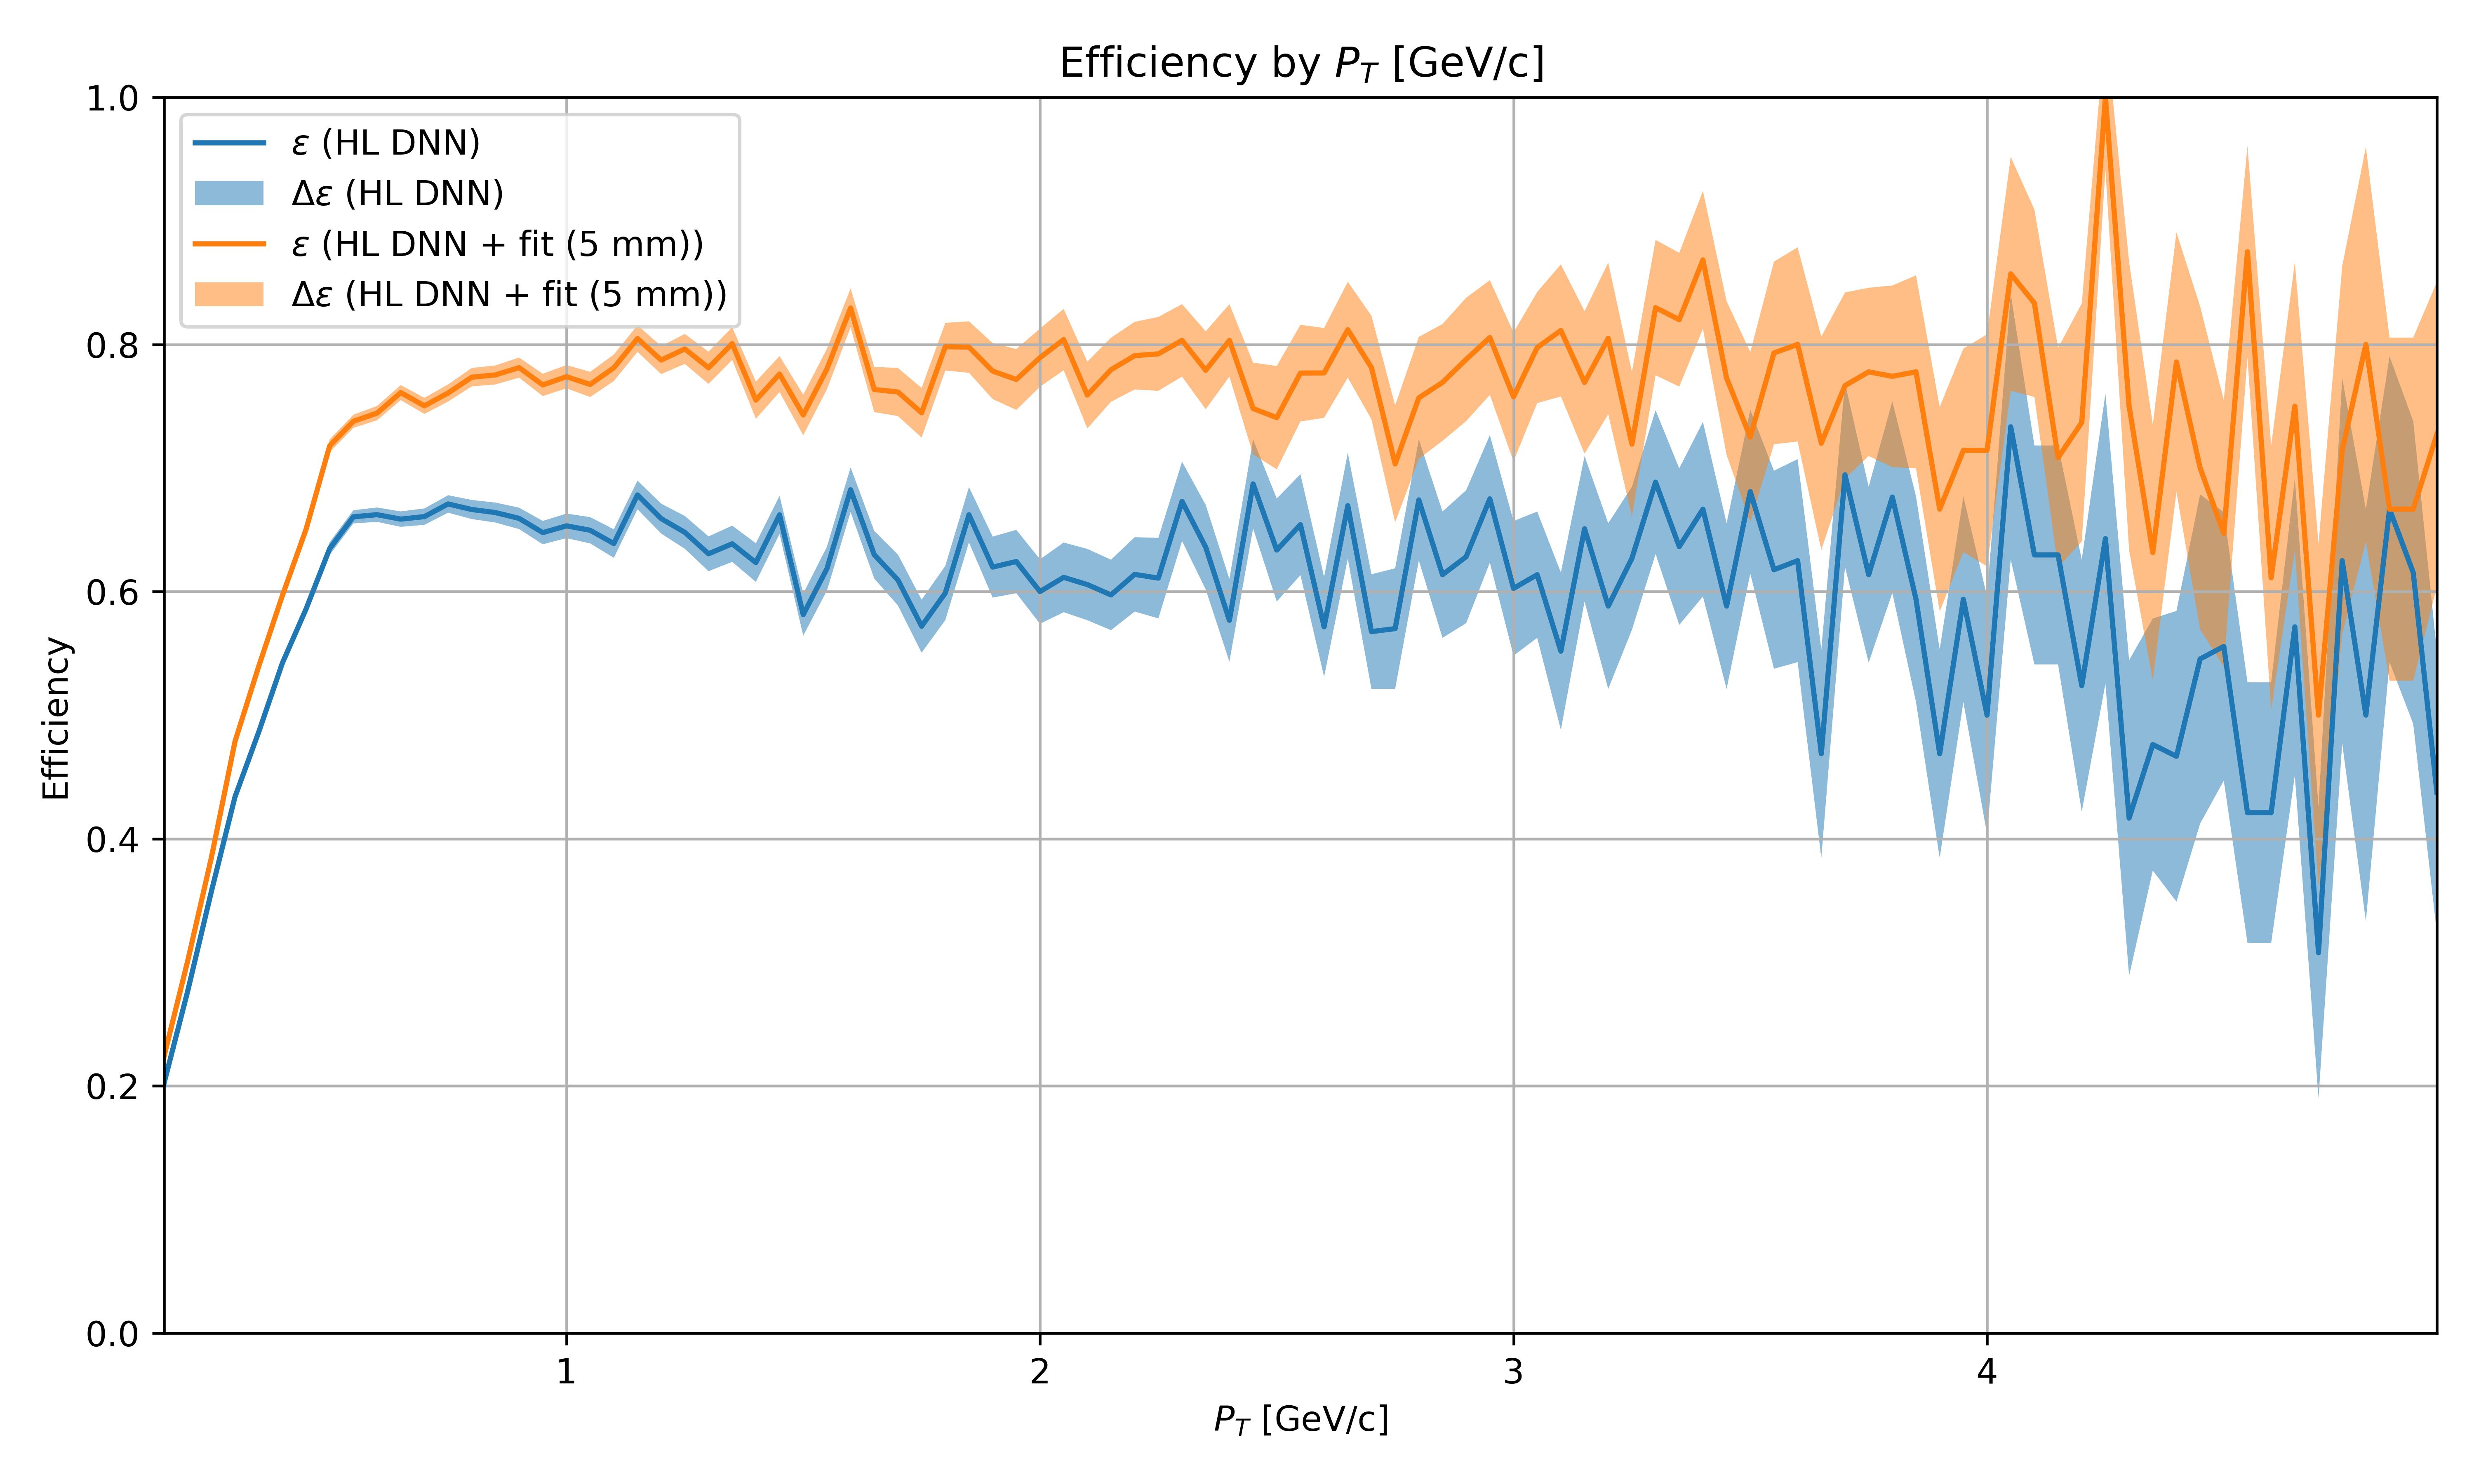 Efficiency by P_T [GeV/c]
1.0
0.8
0.6
0.4
0.2
0.0
Efficiency
ε (HL DNN)
Δε (HL DNN)
ε (HL DNN + fit (5 mm))
Δε (HL DNN + fit (5 mm))
1 2 3 4
P_T [GeV/c]